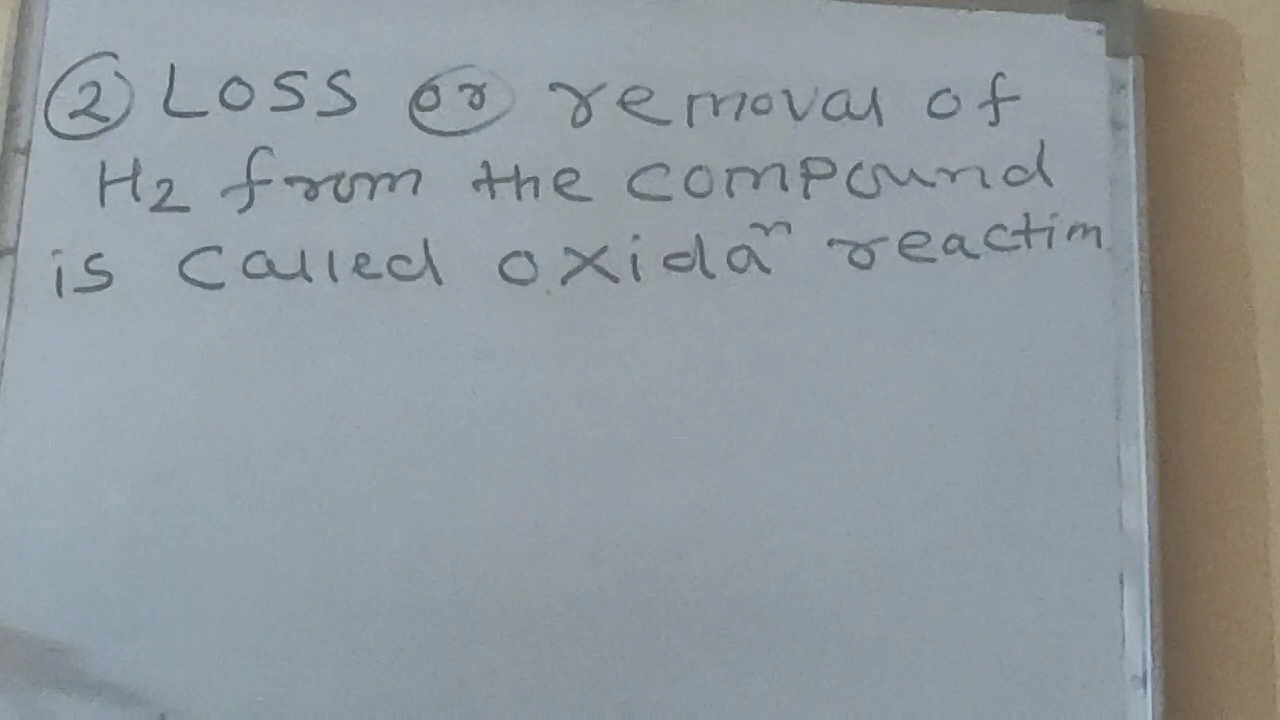 ② LOSS or removal of
H2 from the compound
is called oxidaⁿ reaction